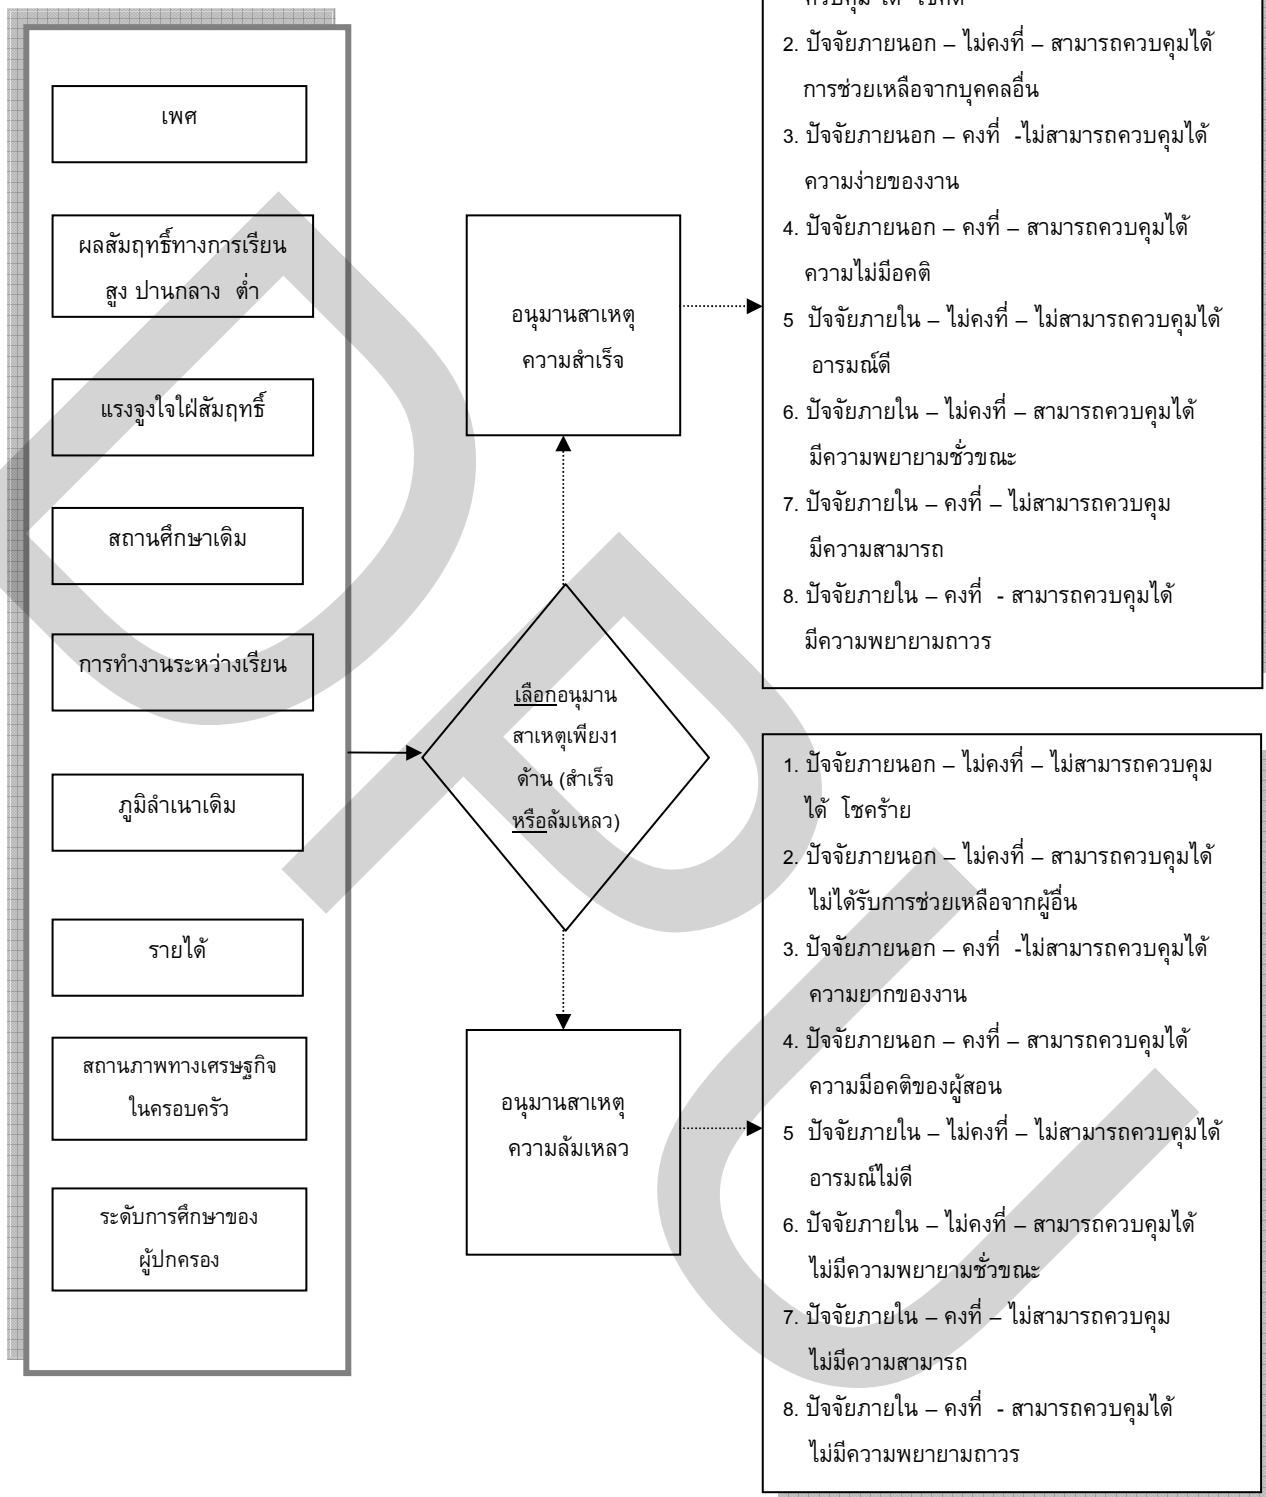 เพศ
ผลสัมฤทธิ์ทางการเรียน
สูง ปานกลาง ต่ำ
แรงจูงใจใฝ่สัมฤทธิ์
สถานศึกษาเดิม
การทำงานระหว่างเรียน
ภูมิลำเนาเดิม
รายได้
สถานภาพทางเศรษฐกิจ
ในครอบครัว
ระดับการศึกษาของ
ผู้ปกครอง
อนุมานสาเหตุ
ความสำเร็จ
เลือกอนุมาน
สาเหตุเพียง1
ด้าน (สำเร็จ
หรือล้มเหลว)
อนุมานสาเหตุ
ความล้มเหลว
ควบคุม ได้ โชคดี
2. ปัจจัยภายนอก – ไม่คงที่ – สามารถควบคุมได้
การช่วยเหลือจากบุคคลอื่น
3. ปัจจัยภายนอก – คงที่ -ไม่สามารถควบคุมได้
ความง่ายของงาน
4. ปัจจัยภายนอก – คงที่ – สามารถควบคุมได้
ความไม่มีอคติ
5 ปัจจัยภายใน – ไม่คงที่ – ไม่สามารถควบคุมได้
อารมณ์ดี
6. ปัจจัยภายใน – ไม่คงที่ – สามารถควบคุมได้
มีความพยายามชั่วขณะ
7. ปัจจัยภายใน – คงที่ – ไม่สามารถควบคุม
มีความสามารถ
8. ปัจจัยภายใน – คงที่ - สามารถควบคุมได้
มีความพยายามถาวร
1. ปัจจัยภายนอก – ไม่คงที่ – ไม่สามารถควบคุม
ได้ โชคร้าย
2. ปัจจัยภายนอก – ไม่คงที่ – สามารถควบคุมได้
ไม่ได้รับการช่วยเหลือจากผู้อื่น
3. ปัจจัยภายนอก – คงที่ -ไม่สามารถควบคุมได้
ความยากของงาน
4. ปัจจัยภายนอก – คงที่ – สามารถควบคุมได้
ความมีอคติของผู้สอน
5 ปัจจัยภายใน – ไม่คงที่ – ไม่สามารถควบคุมได้
อารมณ์ไม่ดี
6. ปัจจัยภายใน – ไม่คงที่ – สามารถควบคุมได้
ไม่มีความพยายามชั่วขณะ
7. ปัจจัยภายใน – คงที่ – ไม่สามารถควบคุม
ไม่มีความสามารถ
8. ปัจจัยภายใน – คงที่ - สามารถควบคุมได้
ไม่มีความพยายามถาวร
DPU